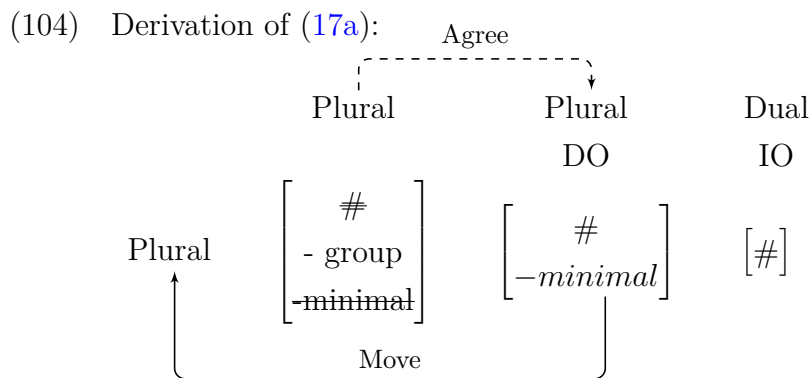 (104) Derivation of (17a):
Agree
Plural Plural Dual
DO IO
Plural [# - group -minimal] [# −minimal] [#]
Move